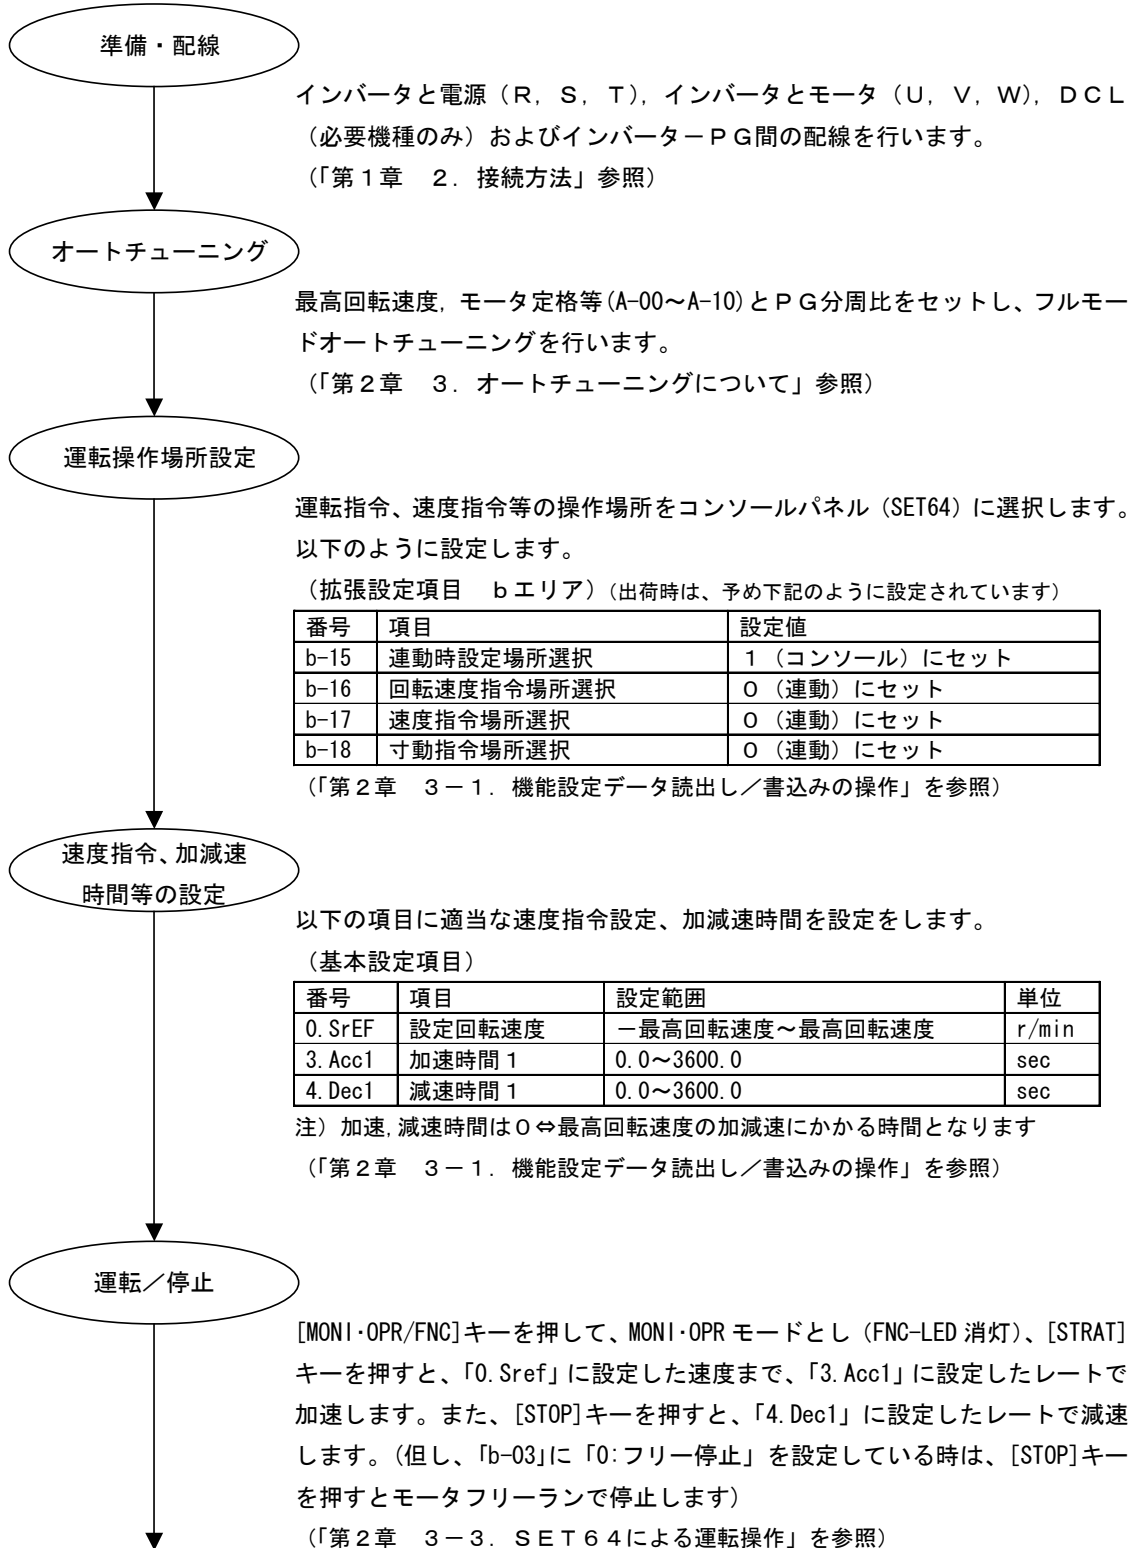 準備・配線
インバータと電源（R, S, T), インバータとモータ（U, V, W), DCL
（必要機種のみ）およびインバーターPG間の配線を行います。
（「第1章　2. 接続方法」参照）
オートチューニング
最高回転速度, モータ定格等(A-00～A-10)とPG分周比をセットし、フルモー
ドオートチューニングを行います。
（「第2章　3. オートチューニングについて」参照）
運転操作場所設定
運転指令、速度指令等の操作場所をコンソールパネル（SET64）に選択します。
以下のように設定します。
（拡張設定項目　bエリア）（出荷時は、予め下記のように設定されています）
番号 項目 設定値
b-15 連動時設定場所選択 1（コンソール）にセット
b-16 回転速度指令場所選択 0（連動）にセット
b-17 速度指令場所選択 0（連動）にセット
b-18 寸動指令場所選択 0（連動）にセット
（「第2章　3－1. 機能設定データ読出し／書込みの操作」を参照）
速度指令、加減速
時間等の設定
以下の項目に適当な速度指令設定、加減速時間を設定をします。
（基本設定項目）
番号 項目 設定範囲 単位
0.SrEF 設定回転速度 －最高回転速度～最高回転速度 r/min
3.Acc1 加速時間1 0.0～3600.0 sec
4.Dec1 減速時間1 0.0～3600.0 sec
注）加速,減速時間は0⇔最高回転速度の加減速にかかる時間となります
（「第2章　3－1. 機能設定データ読出し／書込みの操作」を参照）
運転／停止
[MONI･OPR/FNC]キーを押して、MONI･OPRモードとし（FNC-LED消灯）、[STRAT]
キーを押すと、「0.Sref」に設定した速度まで、「3.Acc1」に設定したレートで
加速します。また、[STOP]キーを押すと、「4.Dec1」に設定したレートで減速
します。（但し、「b-03」に「0:フリー停止」を設定している時は、[STOP]キー
を押すとモータフリーランで停止します）
（「第2章　3－3. SET64による運転操作」を参照）